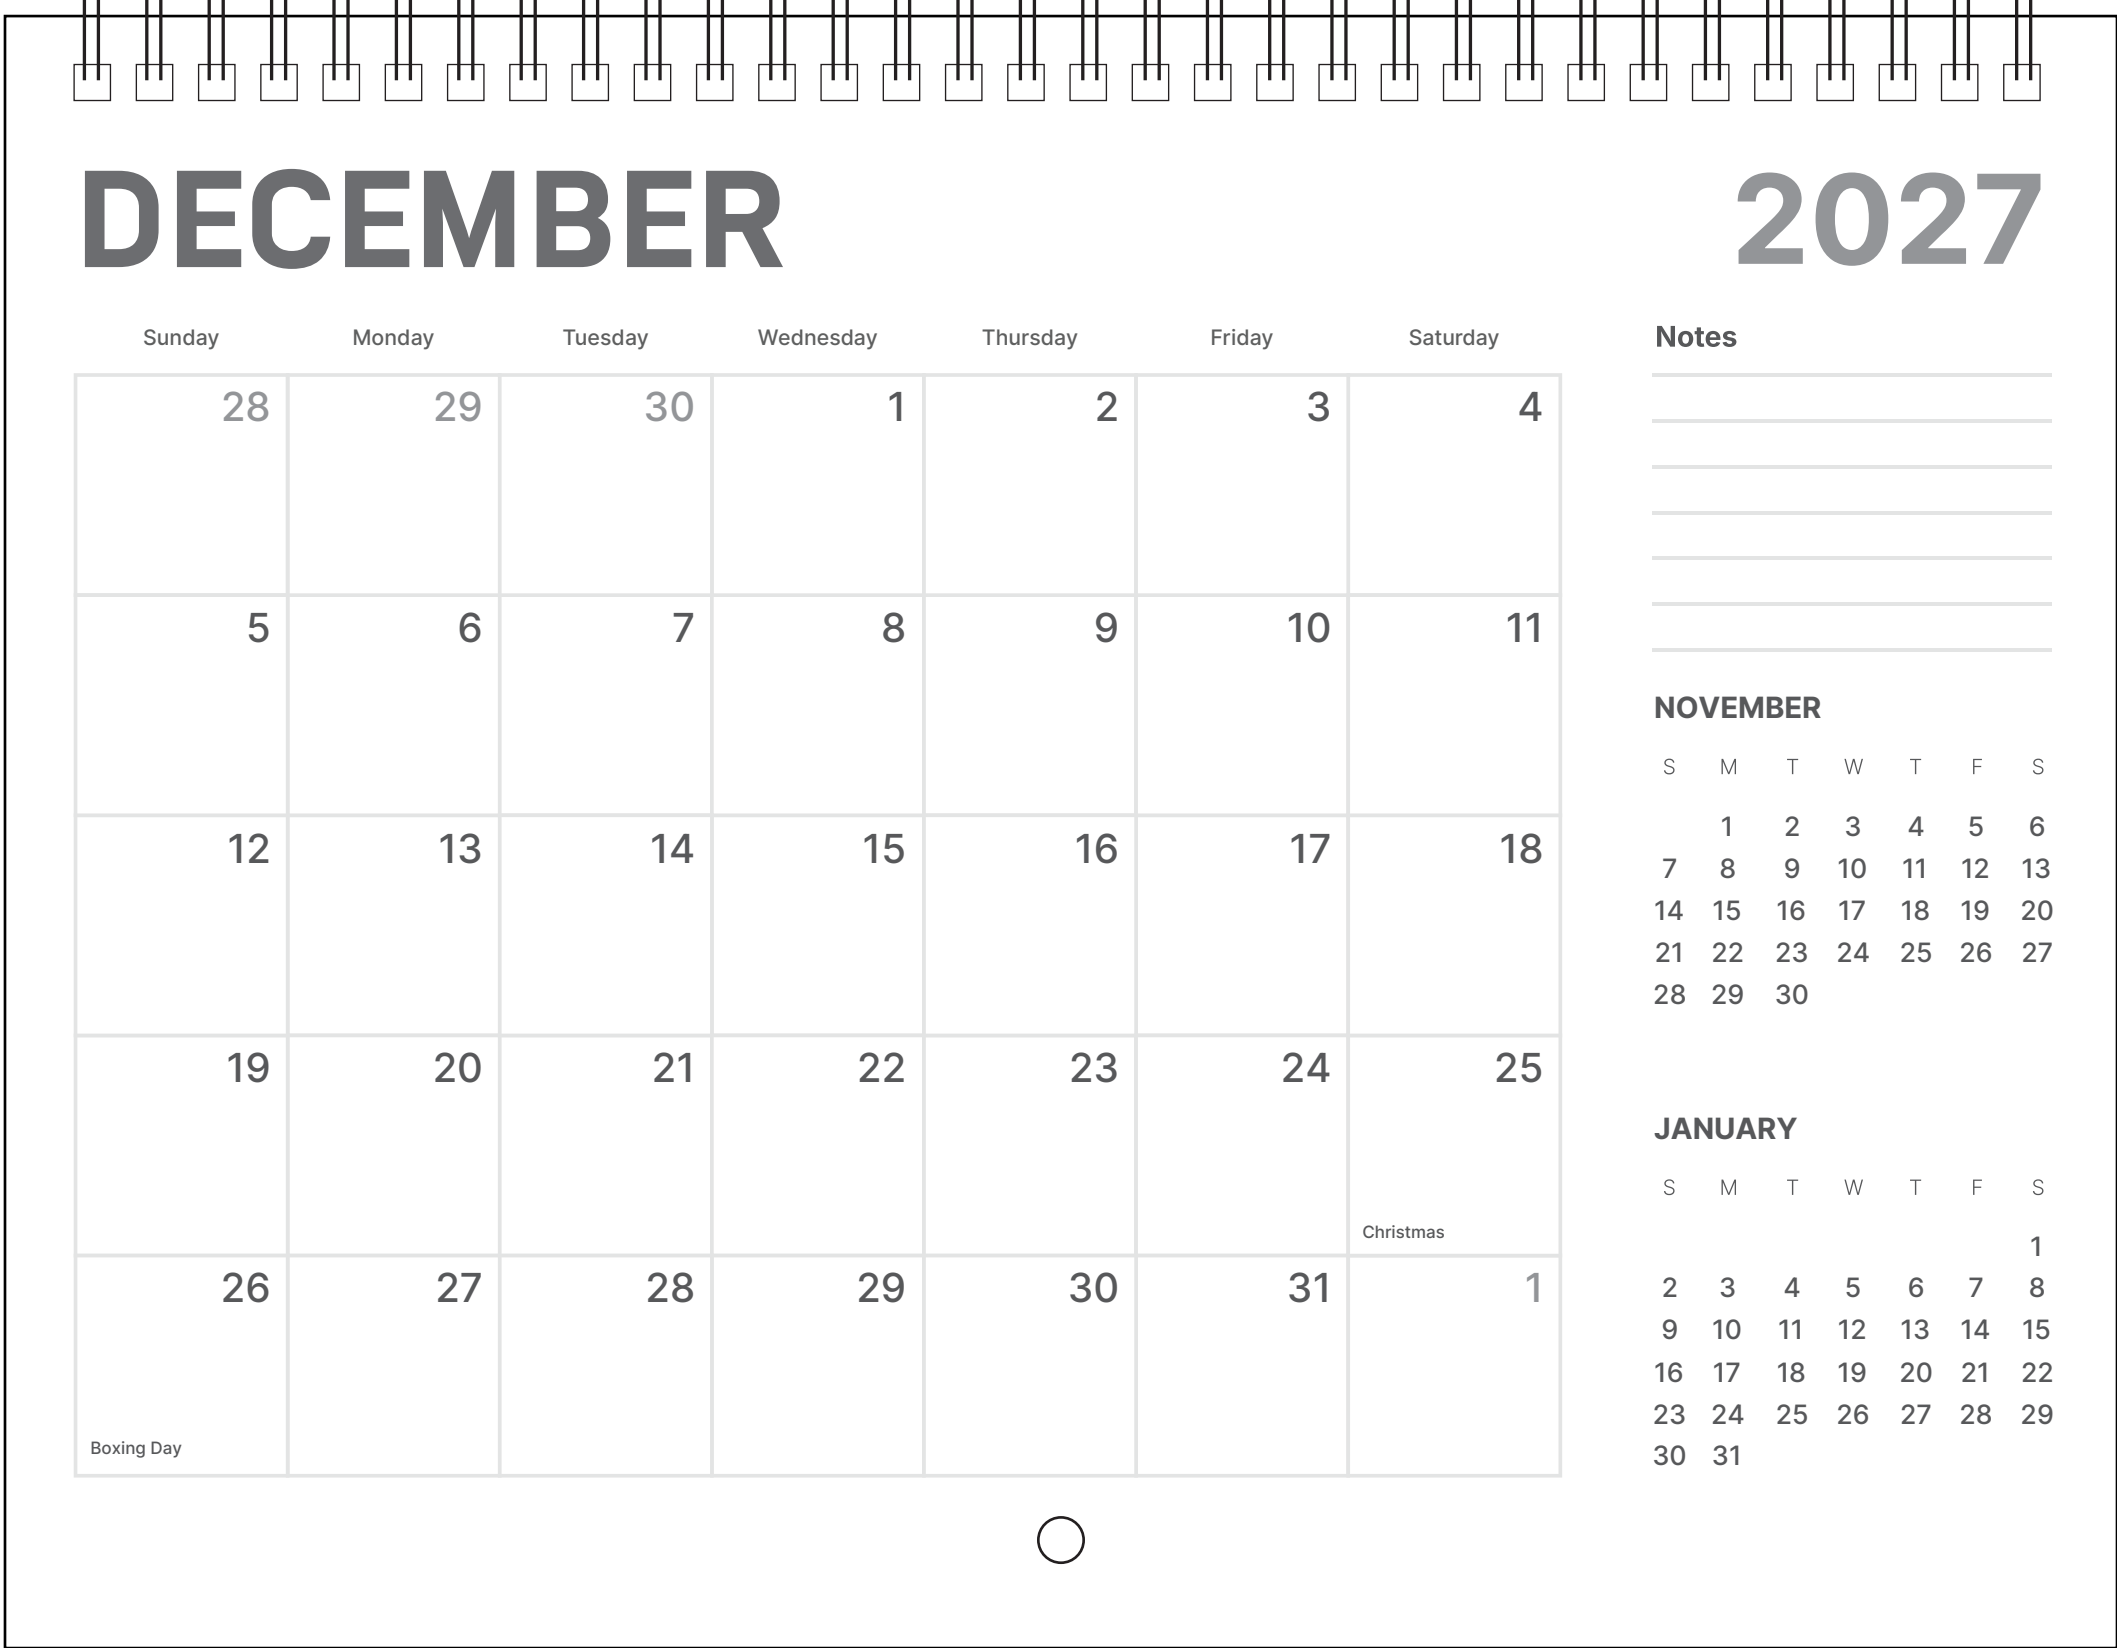 DECEMBER 2027
Sunday Monday Tuesday Wednesday Thursday Friday Saturday
28 29 30 1 2 3 4
5 6 7 8 9 10 11
12 13 14 15 16 17 18
19 20 21 22 23 24 25
Christmas
26 27 28 29 30 31 1
Boxing Day
Notes
NOVEMBER
S M T W T F S
1 2 3 4 5 6
7 8 9 10 11 12 13
14 15 16 17 18 19 20
21 22 23 24 25 26 27
28 29 30
JANUARY
S M T W T F S
1
2 3 4 5 6 7 8
9 10 11 12 13 14 15
16 17 18 19 20 21 22
23 24 25 26 27 28 29
30 31